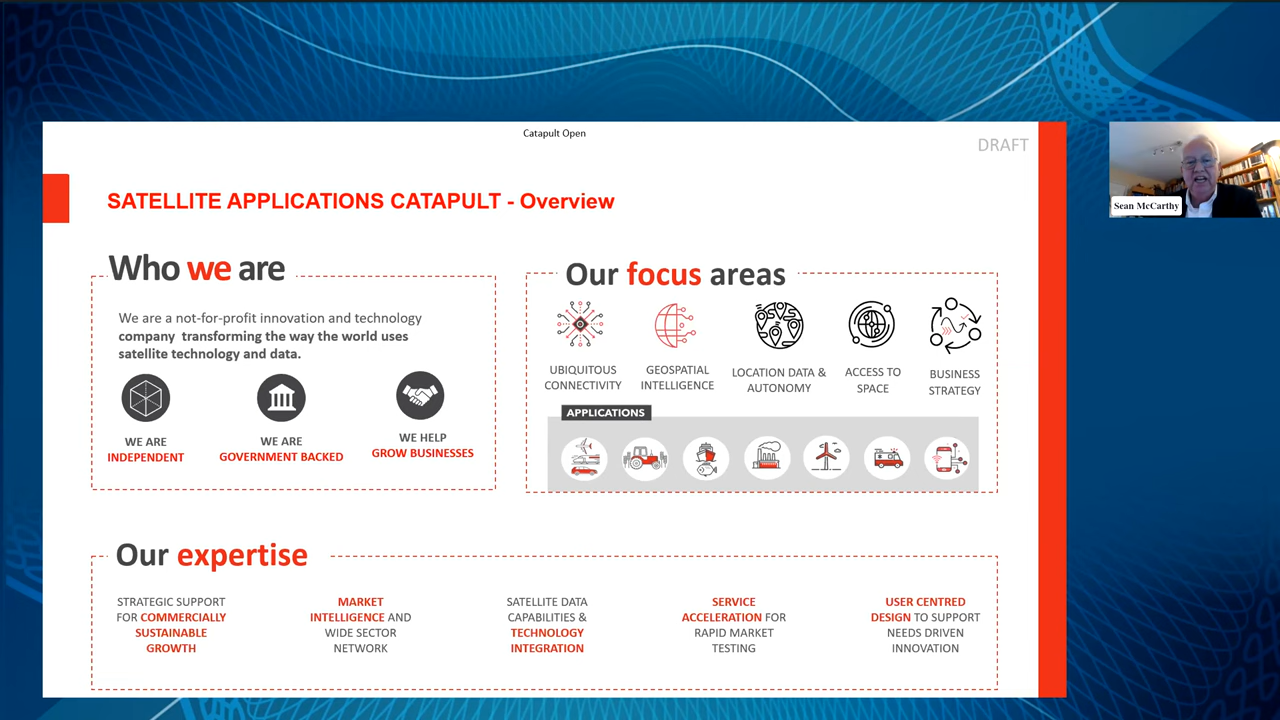 Catapult Open
DRAFT
SATELLITE APPLICATIONS CATAPULT - Overview
Who we are
We are a not-for-profit innovation and technology
company transforming the way the world uses
satellite technology and data.
WE ARE
INDEPENDENT
WE ARE
GOVERNMENT BACKED
WE HELP
GROW BUSINESSES
Our focus areas
UBIQUITOUS
CONNECTIVITY
GEOSPATIAL
INTELLIGENCE
LOCATION DATA &
AUTONOMY
ACCESS TO
SPACE
BUSINESS
STRATEGY
APPLICATIONS
Our expertise
STRATEGIC SUPPORT
FOR COMMERCIALLY
SUSTAINABLE
GROWTH
MARKET
INTELLIGENCE AND
WIDE SECTOR
NETWORK
SATELLITE DATA
CAPABILITIES &
TECHNOLOGY
INTEGRATION
SERVICE
ACCELERATION FOR
RAPID MARKET
TESTING
USER CENTRED
DESIGN TO SUPPORT
NEEDS DRIVEN
INNOVATION
Sean McCarthy